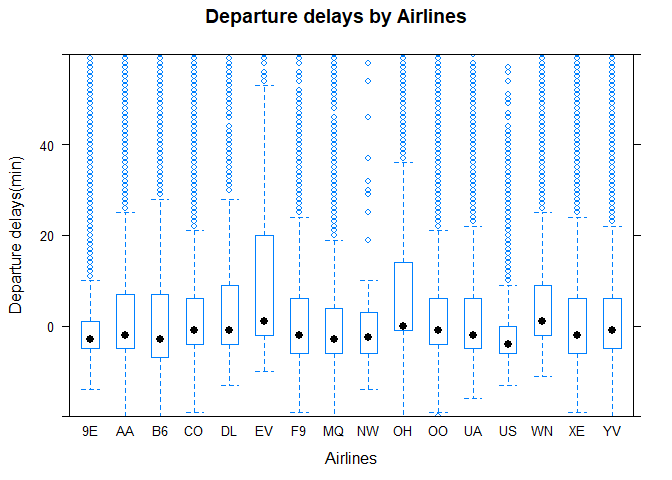 Departure delays by Airlines
Departure delays(min)
40
20
0
9E AA B6 CO DL EV F9 MQ NW OH OO UA US WN XE YV
Airlines